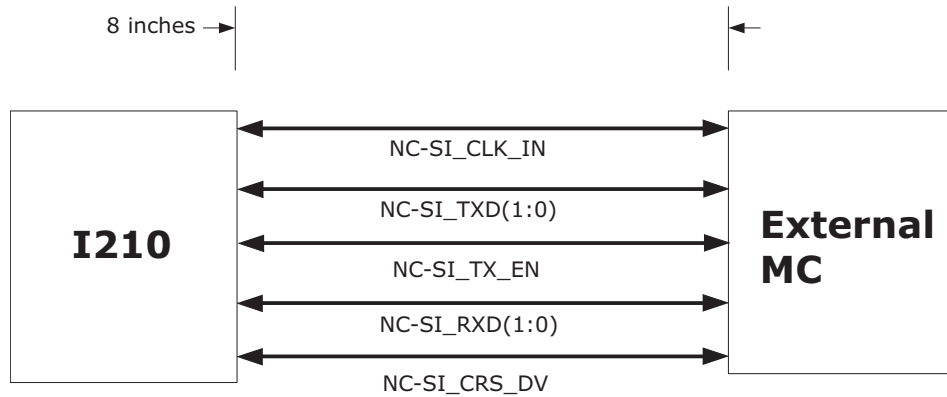 8 inches
NC-SI_CLK_IN
NC-SI_TXD(1:0)
I210
External
MC
NC-SI_TX_EN
NC-SI_RXD(1:0)
NC-SI_CRS_DV